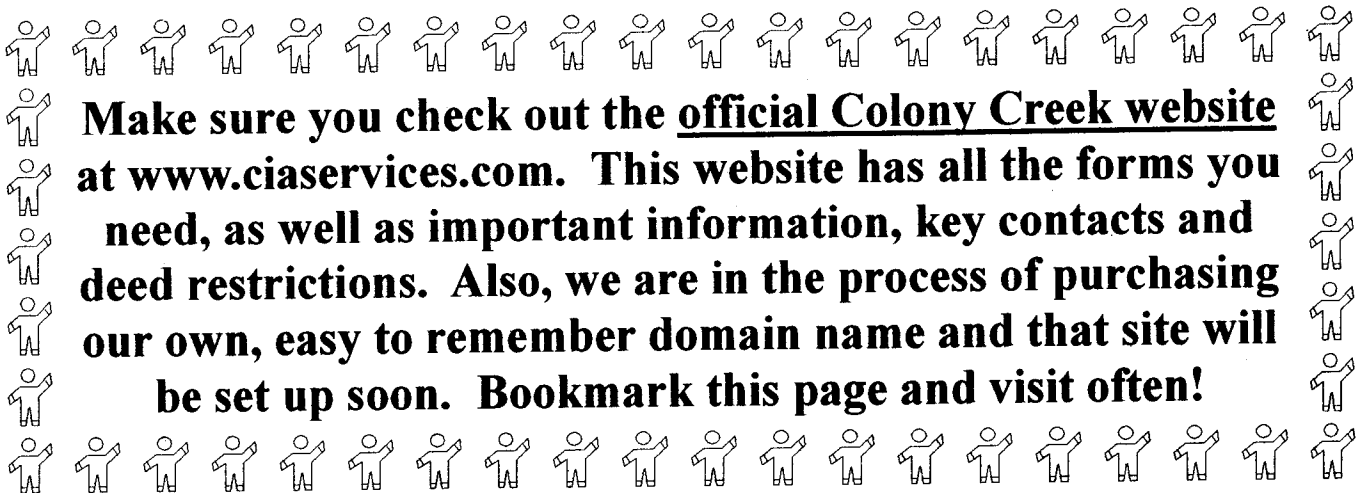 Make sure you check out the official Colony Creek website
at www.ciaservices.com.  This website has all the forms you
need, as well as important information, key contacts and
deed restrictions.  Also, we are in the process of purchasing
our own, easy to remember domain name and that site will
be set up soon.  Bookmark this page and visit often!